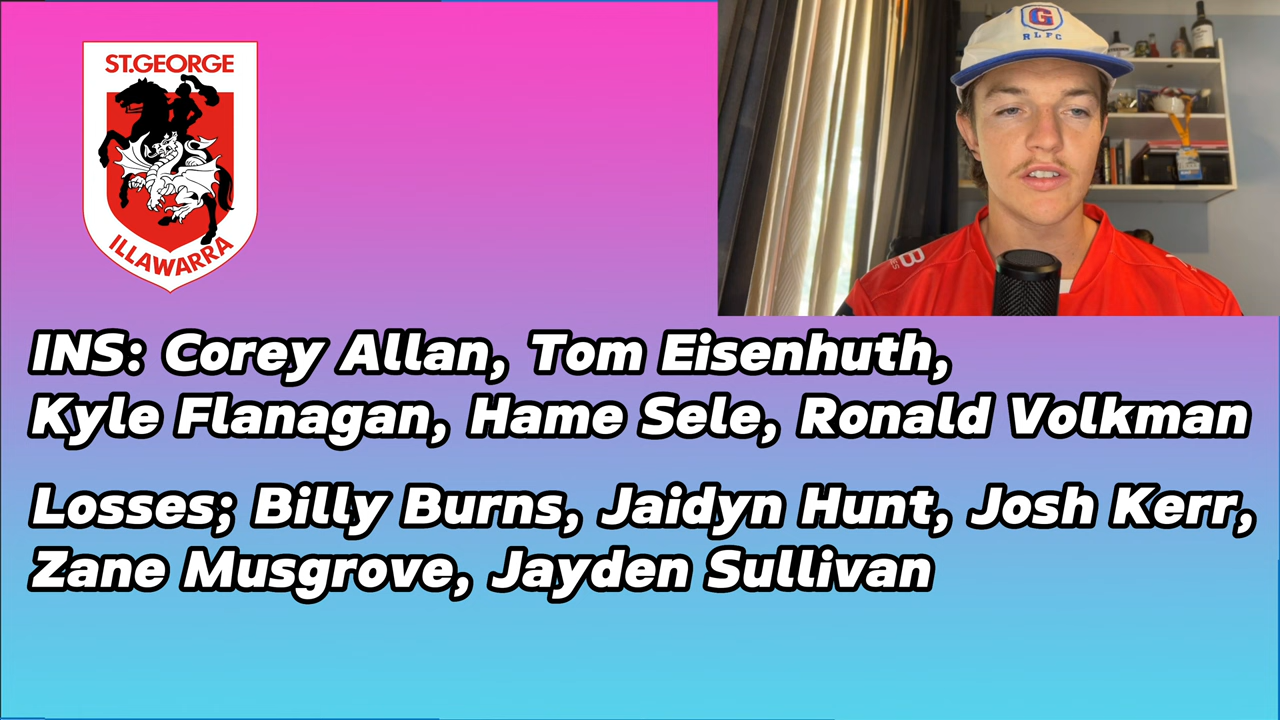 ST.GEORGE
ILLAWARRA
G
RLFC
INS: Corey Allan, Tom Eisenhuth,
Kyle Flanagan, Hame Sele, Ronald Volkman
Losses; Billy Burns, Jaidyn Hunt, Josh Kerr,
Zane Musgrove, Jayden Sullivan